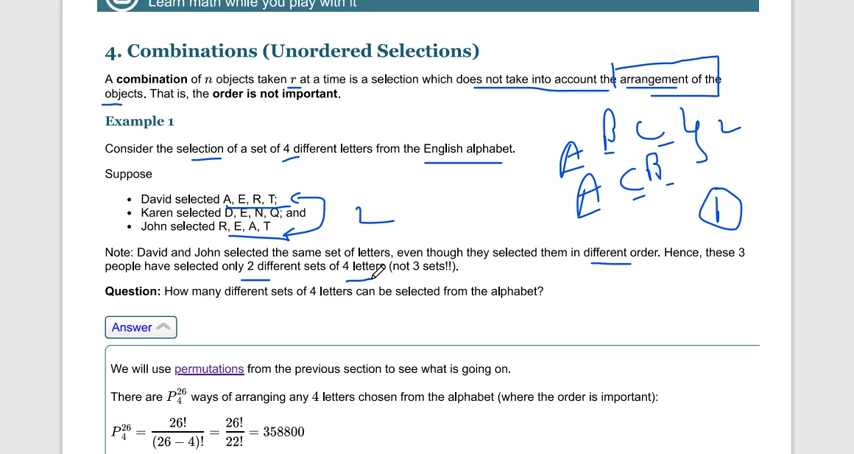 Learn math while you play with it
4. Combinations (Unordered Selections)
A combination of n objects taken r at a time is a selection which does not take into account the arrangement of the
objects. That is, the order is not important.
Example 1
Consider the selection of a set of 4 different letters from the English alphabet.
Suppose
• David selected A, E, R, T;
• Karen selected D, E, N, Q; and
• John selected R, E, A, T
A B C
A C B
2
1
Note: David and John selected the same set of letters, even though they selected them in different order. Hence, these 3
people have selected only 2 different sets of 4 letters (not 3 sets!!).
Question: How many different sets of 4 letters can be selected from the alphabet?
Answer
We will use permutations from the previous section to see what is going on.
There are P₄²⁶ ways of arranging any 4 letters chosen from the alphabet (where the order is important):
P₄²⁶ = 26!/(26 − 4)! = 26!/22! = 358800